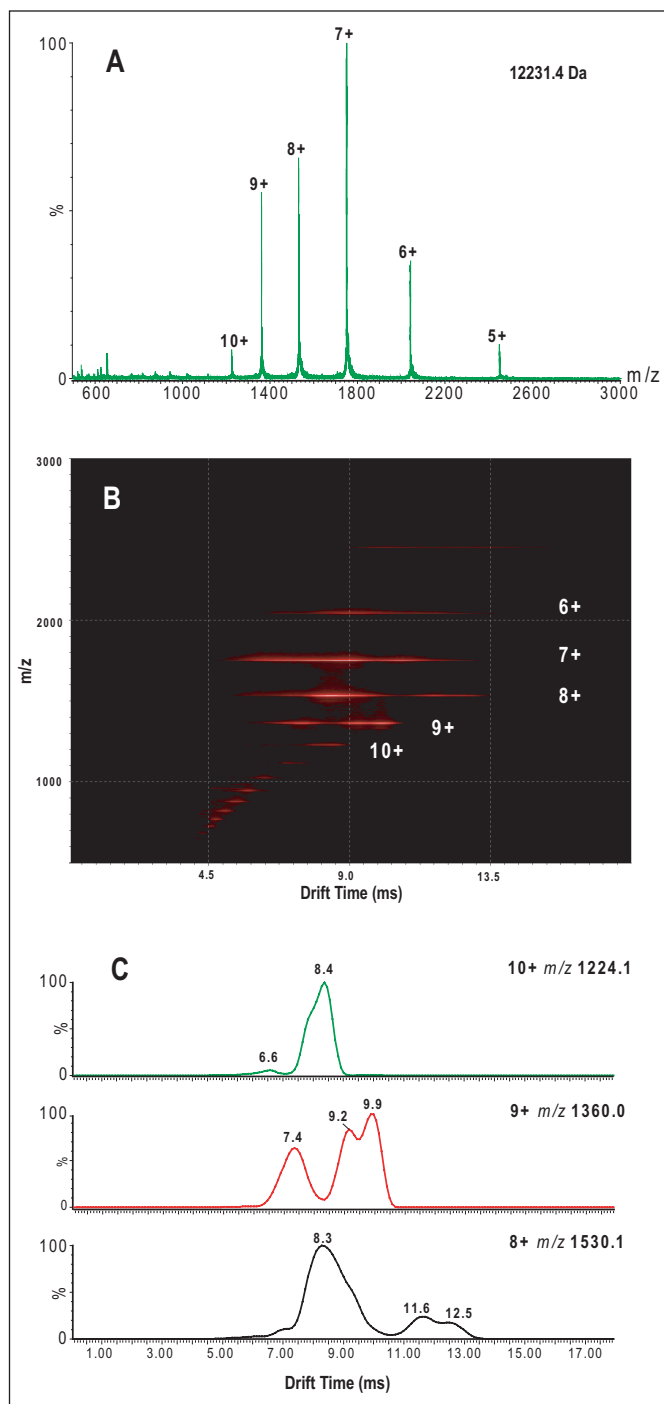 A
7+
12231.4 Da
100
8+
9+
%
6+
10+
5+
0
m/z
600 1000 1400 1800 2200 2600 3000
3000
B
6+
2000
7+
m/z
8+
9+
10+
1000
4.5 9.0 13.5
Drift Time (ms)
C
8.4
10+ m/z 1224.1
100
%
6.6
0
9.9
9+ m/z 1360.0
100
9.2
7.4
%
0
8.3
8+ m/z 1530.1
100
%
11.6
12.5
0
1.00 3.00 5.00 7.00 9.00 11.00 13.00 15.00 17.00
Drift Time (ms)